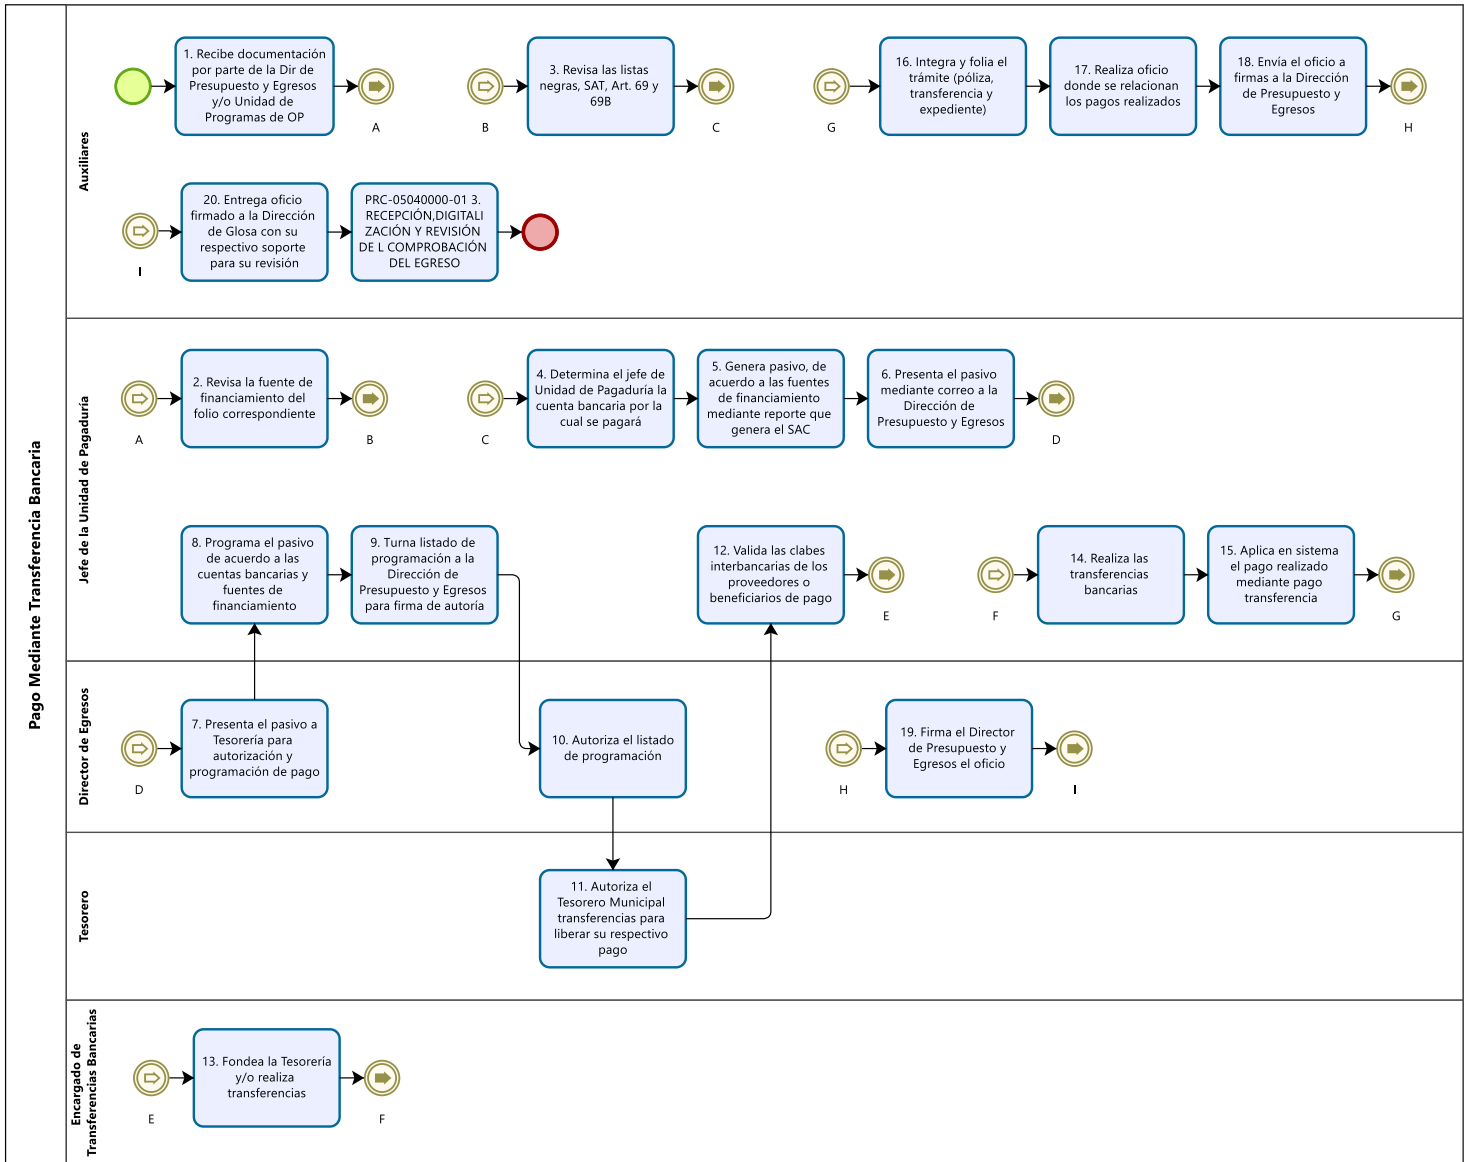 Pago Mediante Transferencia Bancaria
Auxiliares
1. Recibe documentación
por parte de la Dir de
Presupuesto y Egresos
y/o Unidad de
Programas de OP
A
B
3. Revisa las listas
negras, SAT, Art. 69 y
69B
C
G
16. Integra y folia el
trámite (póliza,
transferencia y
expediente)
17. Realiza oficio
donde se relacionan
los pagos realizados
18. Envía el oficio a
firmas a la Dirección
de Presupuesto y
Egresos
H
I
20. Entrega oficio
firmado a la Dirección
de Glosa con su
respectivo soporte
para su revisión
PRC-05040000-01 3.
RECEPCIÓN,DIGITALI
ZACIÓN Y REVISIÓN
DE L COMPROBACIÓN
DEL EGRESO
Jefe de la Unidad de Pagaduría
A
2. Revisa la fuente de
financiamiento del
folio correspondiente
B
C
4. Determina el jefe de
Unidad de Pagaduría la
cuenta bancaria por la
cual se pagará
5. Genera pasivo, de
acuerdo a las fuentes
de financiamiento
mediante reporte que
genera el SAC
6. Presenta el pasivo
mediante correo a la
Dirección de
Presupuesto y Egresos
D
8. Programa el pasivo
de acuerdo a las
cuentas bancarias y
fuentes de
financiamiento
9. Turna listado de
programación a la
Dirección de
Presupuesto y Egresos
para firma de autoría
12. Valida las clabes
interbancarias de los
proveedores o
beneficiarios de pago
E
F
14. Realiza las
transferencias
bancarias
15. Aplica en sistema
el pago realizado
mediante pago
transferencia
G
Director de Egresos
D
7. Presenta el pasivo a
Tesorería para
autorización y
programación de pago
10. Autoriza el listado
de programación
H
19. Firma el Director
de Presupuesto y
Egresos el oficio
I
Tesorero
11. Autoriza el
Tesorero Municipal
transferencias para
liberar su respectivo
pago
Encargado de
Transferencias Bancarias
E
13. Fondea la Tesorería
y/o realiza
transferencias
F